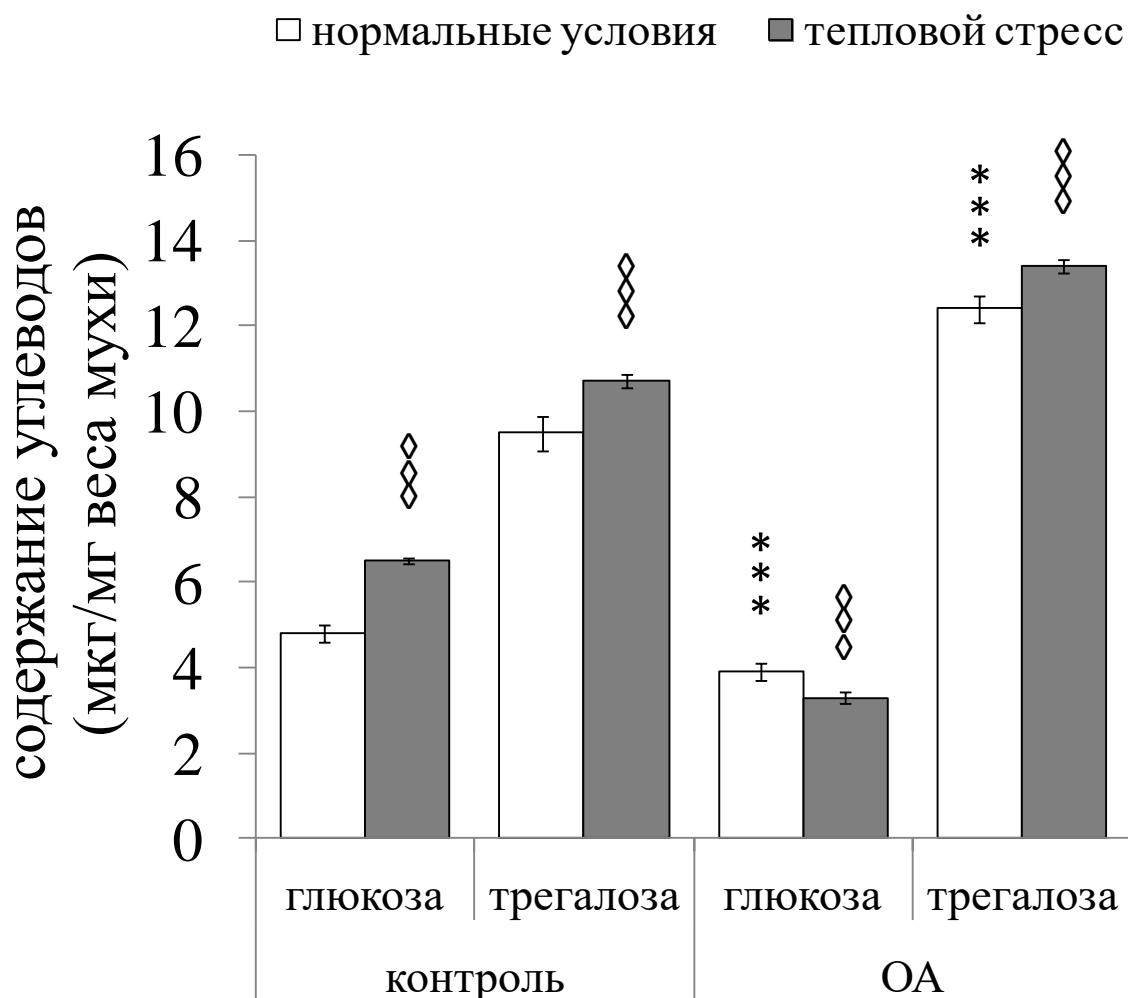 нормальные условия тепловой стресс
содержание углеводов
(мкг/мг веса мухи)
16
14
12
10
8
6
4
2
0
***
***
глюкоза трегалоза глюкоза трегалоза
контроль ОА